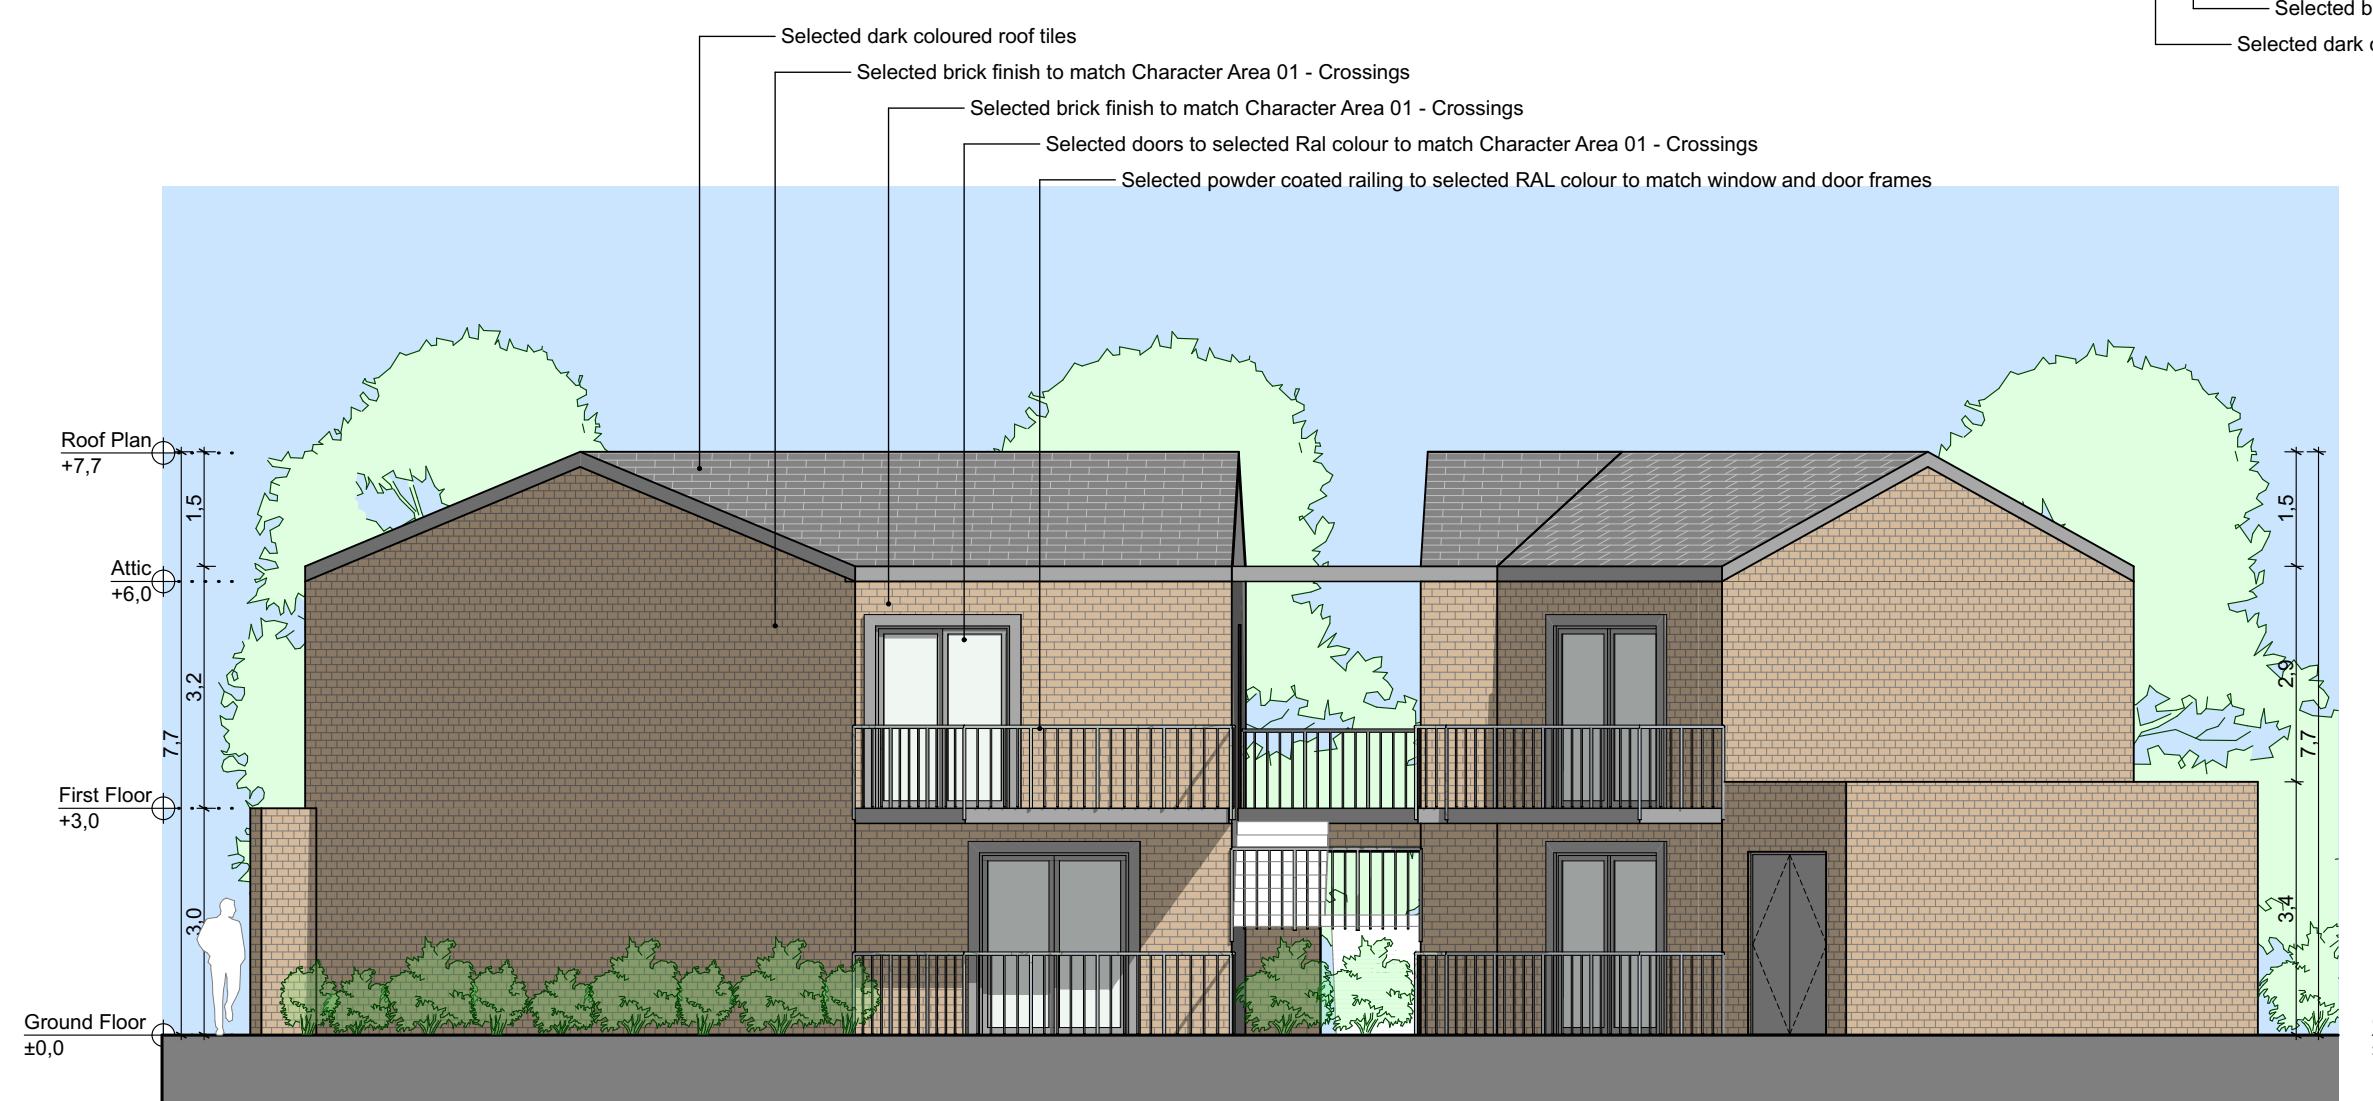 Selected b
Selected dark c
Selected dark coloured roof tiles
Selected brick finish to match Character Area 01 - Crossings
Selected brick finish to match Character Area 01 - Crossings
Selected doors to selected Ral colour to match Character Area 01 - Crossings
Selected powder coated railing to selected RAL colour to match window and door frames
Roof Plan
+7,7
1,5
1,5
Attic
+6,0
3,2
2,9
7,7
7,7
First Floor
+3,0
3,0
3,4
Ground Floor
±0,0